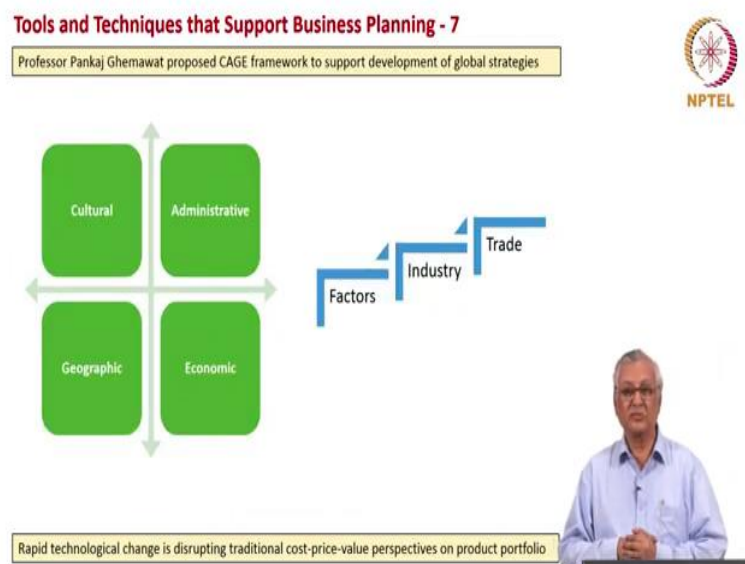 Tools and Techniques that Support Business Planning - 7
Professor Pankaj Ghemawat proposed CAGE framework to support development of global strategies
NPTEL
Cultural
Administrative
Geographic
Economic
Factors
Industry
Trade
Rapid technological change is disrupting traditional cost-price-value perspectives on product portfolio